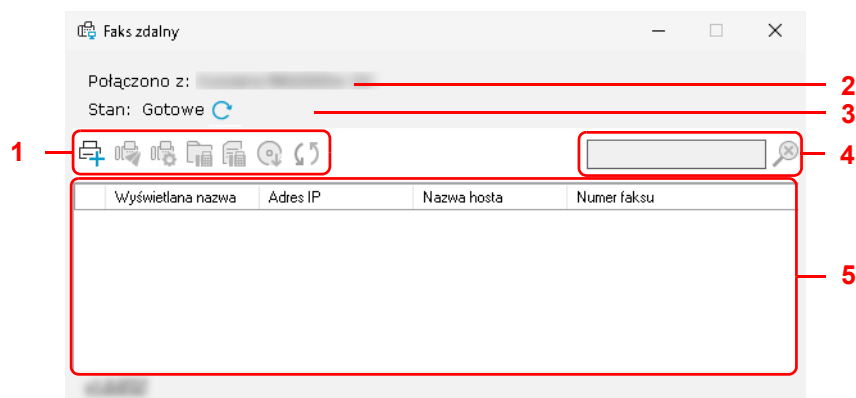 Faks zdalny
Połączono z:
2
Stan: Gotowe
3
1
4
Wyświetlana nazwa Adres IP Nazwa hosta Numer faksu
5